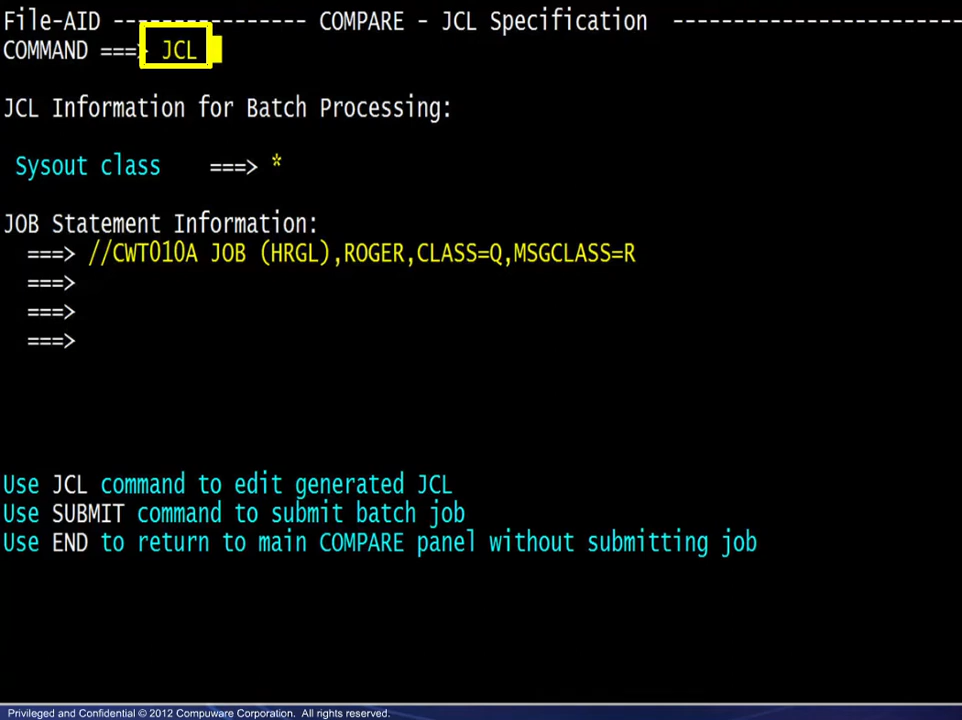 File-AID ---------------- COMPARE - JCL Specification ------------------------
COMMAND ===> JCL
JCL Information for Batch Processing:
Sysout class ===> *
JOB Statement Information:
===> //CWT010A JOB (HRGL),ROGER,CLASS=Q,MSGCLASS=R
===>
===>
===>
Use JCL command to edit generated JCL
Use SUBMIT command to submit batch job
Use END to return to main COMPARE panel without submitting job
Privileged and Confidential © 2012 Compuware Corporation. All rights reserved.